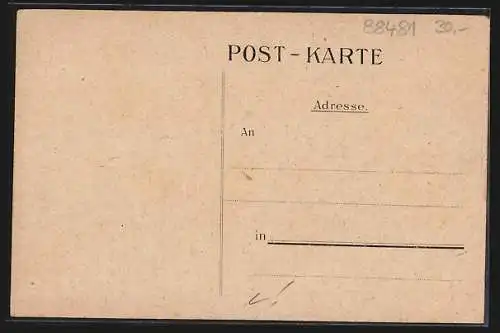 88481 30,-
POST-KARTE
Adresse.
An
in